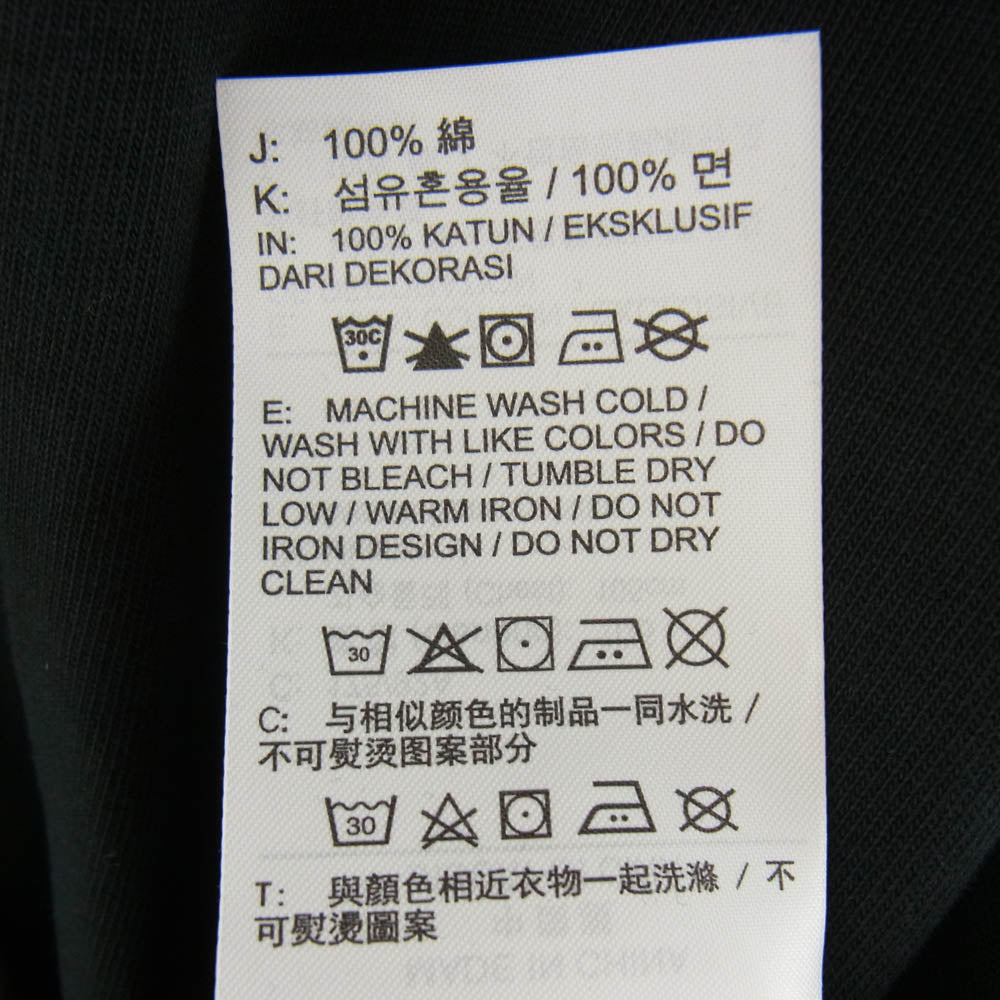 J: 100% 綿
K: 섬유혼용율 / 100% 면
IN: 100% KATUN / EKSKLUSIF
DARI DEKORASI
30C
E: MACHINE WASH COLD /
WASH WITH LIKE COLORS / DO
NOT BLEACH / TUMBLE DRY
LOW / WARM IRON / DO NOT
IRON DESIGN / DO NOT DRY
CLEAN
30
C: 与相似颜色的制品一同水洗 /
不可熨烫图案部分
30
T: 與顏色相近衣物一起洗滌 / 不
可熨燙圖案
MADE IN CHINA